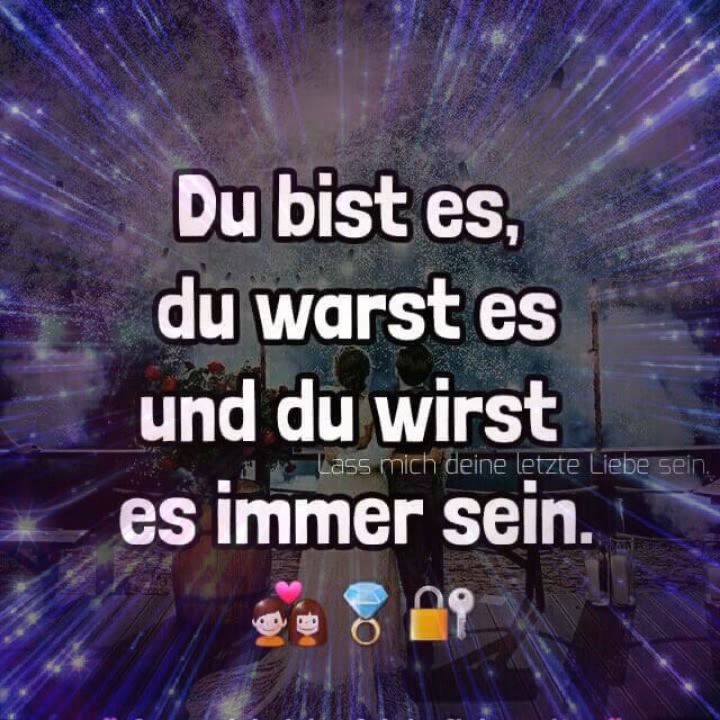 Du bist es,
du warst es
und du wirst
Lass mich deine letzte Liebe sein.
es immer sein.